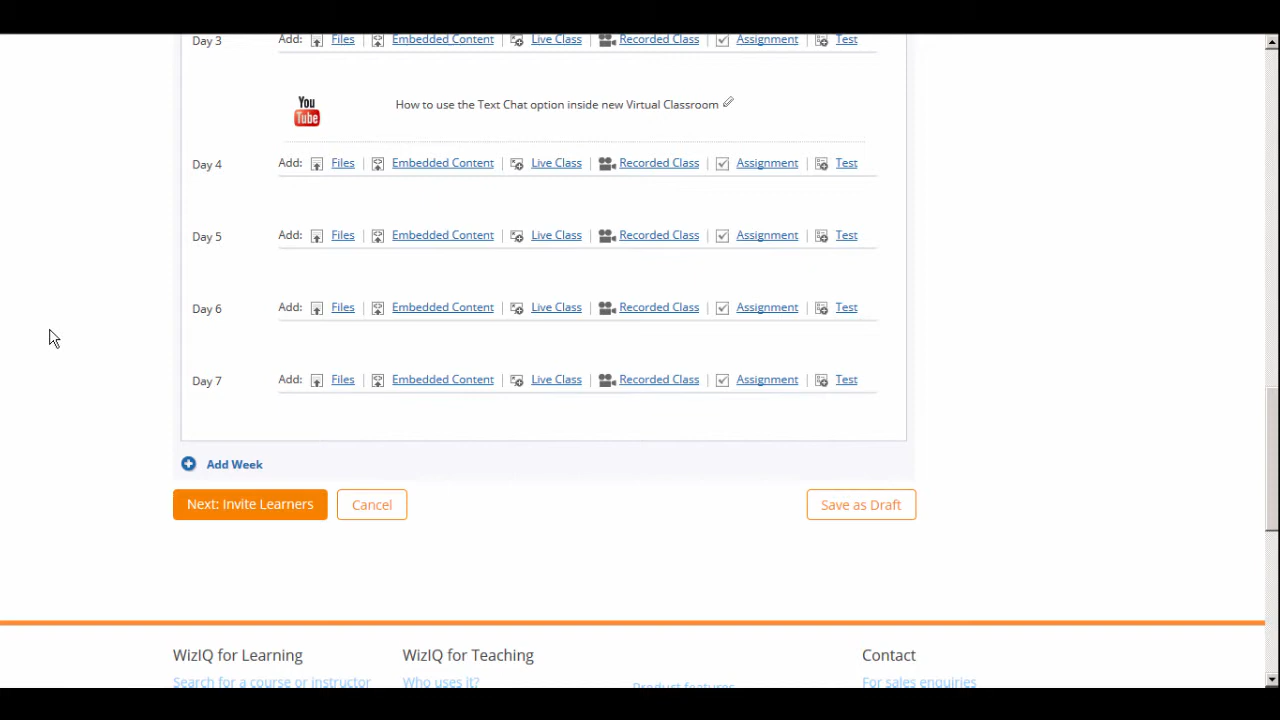 Day 3 Add: Files | Embedded Content | Live Class | Recorded Class | Assignment | Test
You Tube How to use the Text Chat option inside new Virtual Classroom
Day 4 Add: Files | Embedded Content | Live Class | Recorded Class | Assignment | Test
Day 5 Add: Files | Embedded Content | Live Class | Recorded Class | Assignment | Test
Day 6 Add: Files | Embedded Content | Live Class | Recorded Class | Assignment | Test
Day 7 Add: Files | Embedded Content | Live Class | Recorded Class | Assignment | Test
Add Week
Next: Invite Learners Cancel Save as Draft
WizIQ for Learning WizIQ for Teaching Contact
Search for a course or instructor Who uses it? Product features For sales enquiries